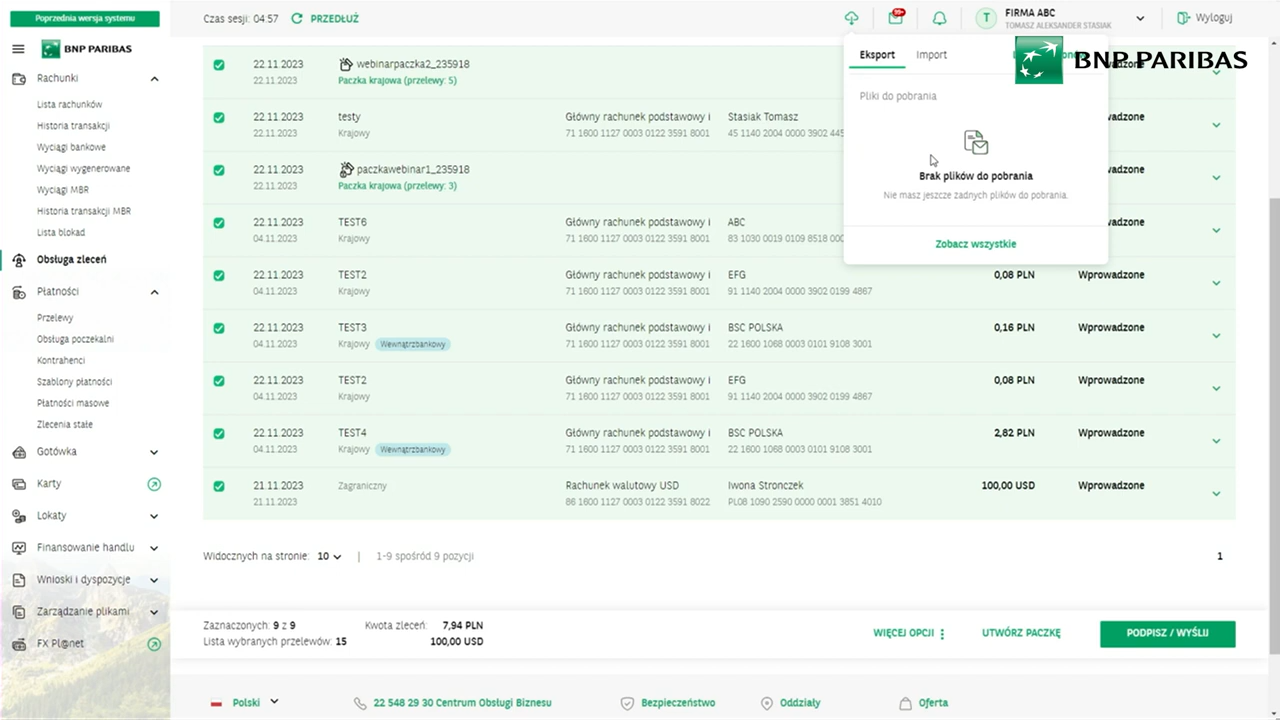 Poprzednia wersja systemu
Czas sesji: 04:57 PRZEDŁUŻ
99+
T
FIRMA ABC
TOMASZ ALEKSANDER STASIAK
Wyloguj
BNP PARIBAS
Rachunki
Lista rachunków
Historia transakcji
Wyciągi bankowe
Wyciągi wygenerowane
Wyciągi MBR
Historia transakcji MBR
Lista blokad
Obsługa zleceń
Płatności
Przelewy
Obsługa poczekalni
Kontrahenci
Szablony płatności
Płatności masowe
Zlecenia stałe
Gotówka
Karty
Lokaty
Finansowanie handlu
Wnioski i dyspozycje
Zarządzanie plikami
FX Pl@net
Eksport Import
BNP PARIBAS
Pliki do pobrania
Brak plików do pobrania
Nie masz jeszcze żadnych plików do pobrania.
Zobacz wszystkie
22.11.2023 webinarpaczka2_235918
22.11.2023 Paczka krajowa (przelewy: 5)
22.11.2023 testy Główny rachunek podstawowy i Stasiak Tomasz
22.11.2023 Krajowy 71 1600 1127 0003 0122 3591 8001 45 1140 2004 0000 3902 445
22.11.2023 paczkawebinar1_235918
22.11.2023 Paczka krajowa (przelewy: 3)
22.11.2023 TEST6 Główny rachunek podstawowy i ABC
04.11.2023 Krajowy 71 1600 1127 0003 0122 3591 8001 83 1030 0019 0109 8518 000
22.11.2023 TEST2 Główny rachunek podstawowy i EFG 0,08 PLN Wprowadzone
04.11.2023 Krajowy 71 1600 1127 0003 0122 3591 8001 91 1140 2004 0000 3902 0199 4867
22.11.2023 TEST3 Główny rachunek podstawowy i BSC POLSKA 0,16 PLN Wprowadzone
04.11.2023 Krajowy Wewnątrzbankowy 71 1600 1127 0003 0122 3591 8001 22 1600 1068 0003 0101 9108 3001
22.11.2023 TEST2 Główny rachunek podstawowy i EFG 0,08 PLN Wprowadzone
04.11.2023 Krajowy 71 1600 1127 0003 0122 3591 8001 91 1140 2004 0000 3902 0199 4867
22.11.2023 TEST4 Główny rachunek podstawowy i BSC POLSKA 2,82 PLN Wprowadzone
04.11.2023 Krajowy Wewnątrzbankowy 71 1600 1127 0003 0122 3591 8001 22 1600 1068 0003 0101 9108 3001
21.11.2023 Zagraniczny Rachunek walutowy USD Iwona Stronczek 100,00 USD Wprowadzone
21.11.2023 86 1600 1127 0003 0122 3591 8022 PL08 1090 2590 0000 0001 3851 4010
Widocznych na stronie: 10 | 1-9 spośród 9 pozycji 1
Zaznaczonych: 9 z 9 Kwota zleceń: 7,94 PLN
Lista wybranych przelewów: 15 100,00 USD
WIĘCEJ OPCJI UTWÓRZ PACZKĘ PODPISZ / WYŚLIJ
Polski 22 548 29 30 Centrum Obsługi Biznesu Bezpieczeństwo Oddziały Oferta